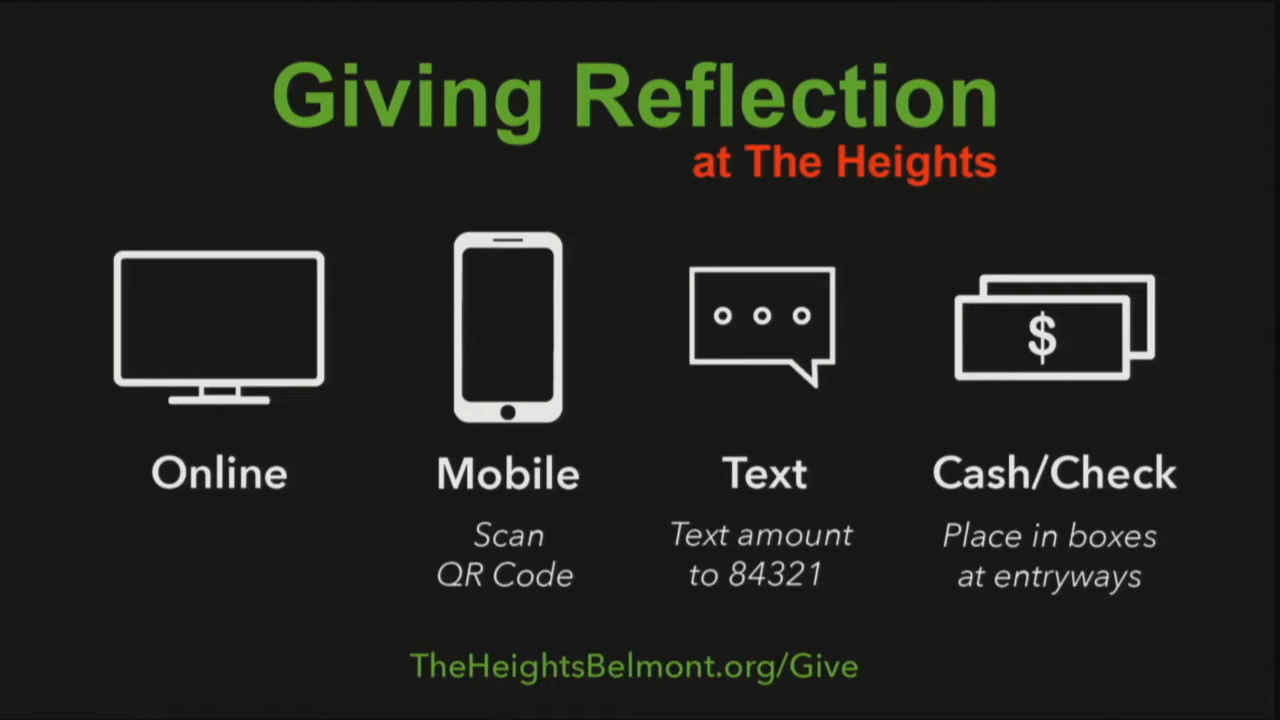 Giving Reflection
at The Heights
$
Online
Mobile
Scan
QR Code
Text
Text amount
to 84321
Cash/Check
Place in boxes
at entryways
TheHeightsBelmont.org/Give